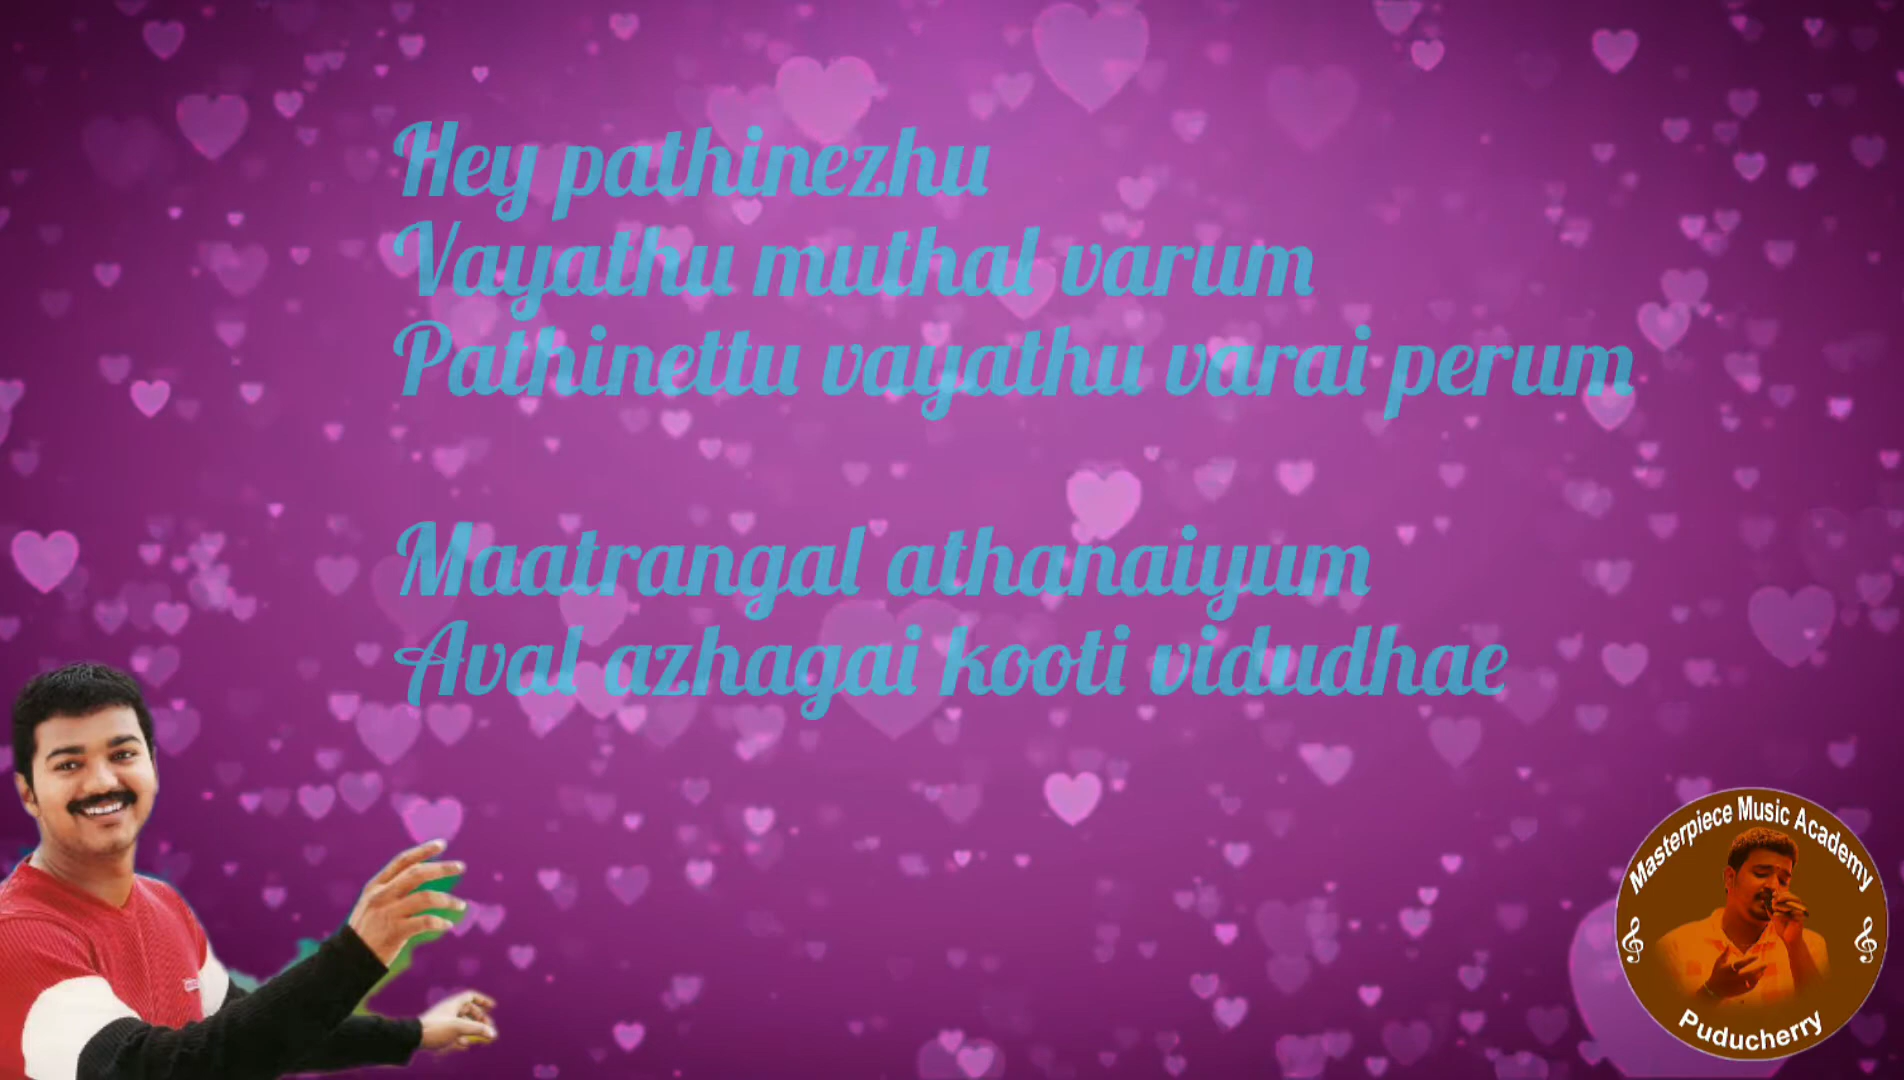 Hey pathinezhu
Vayathu muthal varum
Pathinettu vayathu varai perum
Maatrangal athanaiyum
Aval azhagai kooti vidudhae
Masterpiece Music Academy
Puducherry